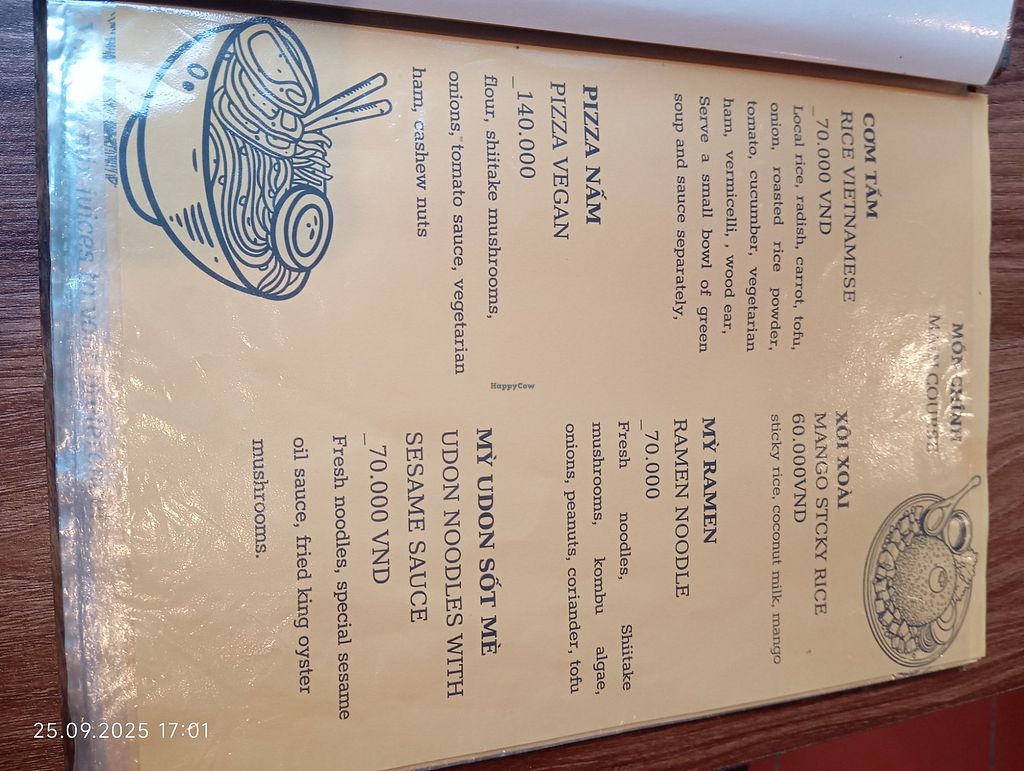 MÓN CHÍNH
MAIN COURSE
CƠM TẤM
RICE VIETNAMESE
_70.000 VND
Local rice, radish, carrot, tofu,
onion, roasted rice powder,
tomato, cucumber, vegetarian
ham, vermicelli, , wood ear,
Serve a small bowl of green
soup and sauce separately,
PIZZA NẤM
PIZZA VEGAN
_140.000
flour, shiitake mushrooms,
onions, tomato sauce, vegetarian
ham, cashew nuts
XÔI XOÀI
MANGO STCKY RICE
60.000VND
sticky rice, coconut milk, mango
MỲ RAMEN
RAMEN NOODLE
_70.000
Fresh noodles, Shiitake
mushrooms, kombu algae,
onions, peanuts, coriander, tofu
MỲ UDON SỐT MÈ
UDON NOODLES WITH
SESAME SAUCE
_70.000 VND
Fresh noodles, special sesame
oil sauce, fried king oyster
mushrooms.
HappyCow
25.09.2025 17:01